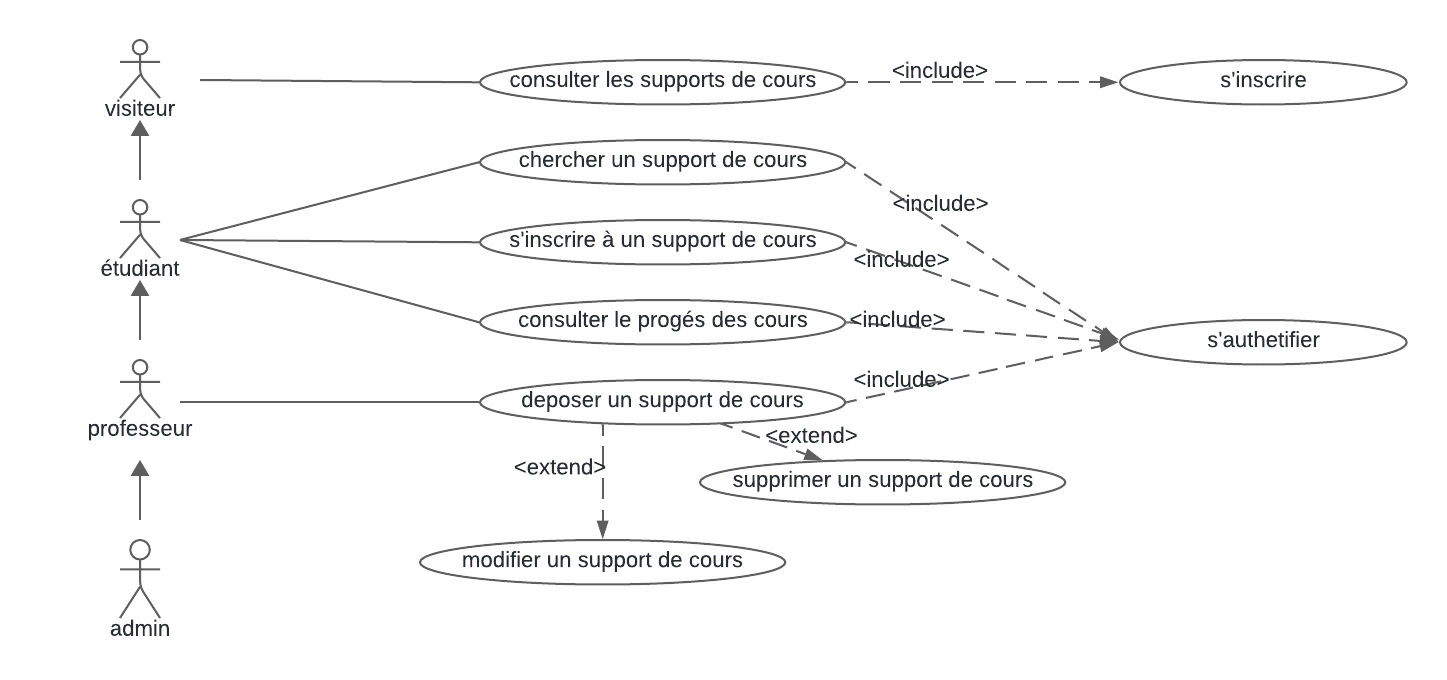 consulter les supports de cours
<include>
s'inscrire
visiteur
chercher un support de cours
<include>
étudiant
s'inscrire à un support de cours
<include>
consulter le progés des cours
<include>
s'authetifier
professeur
deposer un support de cours
<include>
<extend>
<extend>
supprimer un support de cours
modifier un support de cours
admin